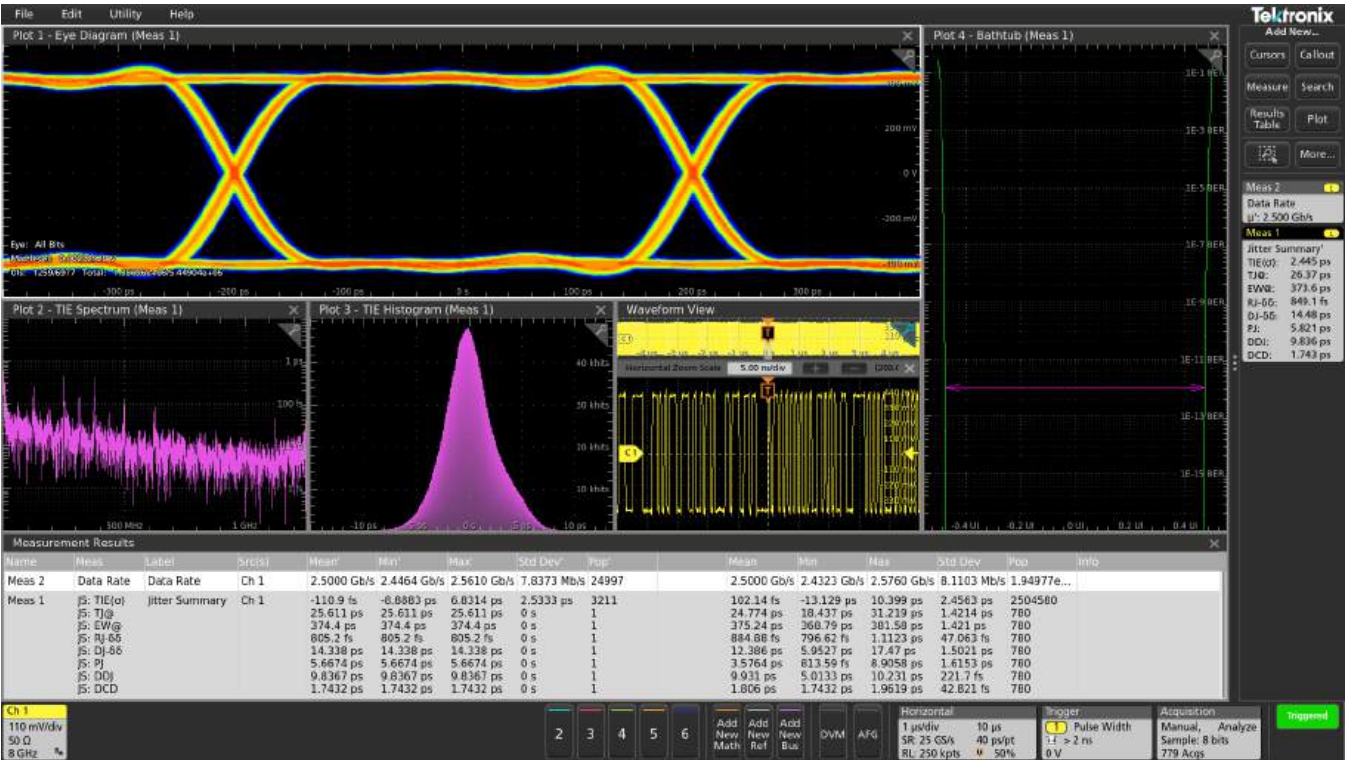 File Edit Utility Help
Tektronix
Add New...
Cursors Callout
Measure Search
Results Table Plot
More...
Plot 1 - Eye Diagram (Meas 1)
200 mV
0 V
-200 mV
Eye: All Bits
-300 ps -200 ps -100 ps 0 s 100 ps 200 ps 300 ps
Plot 4 - Bathtub (Meas 1)
1E-1 BER
1E-3 BER
1E-5 BER
1E-7 BER
1E-9 BER
1E-11 BER
1E-13 BER
1E-15 BER
-0.4 UI -0.2 UI 0 UI 0.2 UI 0.4 UI
Meas 2
Data Rate
µ': 2.500 Gb/s
Meas 1
Jitter Summary'
TIE(σ): 2.445 ps
TJ@: 26.37 ps
EW@: 373.6 ps
RJ-δδ: 849.1 fs
DJ-δδ: 14.48 ps
PJ: 5.821 ps
DDJ: 9.836 ps
DCD: 1.743 ps
Plot 2 - TIE Spectrum (Meas 1)
1 ps
500 MHz 1 GHz
Plot 3 - TIE Histogram (Meas 1)
40 khits
30 khits
20 khits
10 khits
-10 ps -5 ps 0 s 5 ps 10 ps
Waveform View
Horizontal Zoom Scale 5.00 ns/div
C1
Measurement Results
Name Meas Label Src(s) Mean' Min' Max' Std Dev' Pop' Mean Min Max Std Dev Pop Info
Meas 2 Data Rate Data Rate Ch 1 2.5000 Gb/s 2.4464 Gb/s 2.5610 Gb/s 7.8373 Mb/s 24997 2.5000 Gb/s 2.4323 Gb/s 2.5760 Gb/s 8.1103 Mb/s 1.94977e...
Meas 1 JS: TIE(σ) Jitter Summary Ch 1 -110.9 fs -6.8883 ps 6.8314 ps 2.5333 ps 3211 102.14 fs -13.129 ps 10.399 ps 2.4563 ps 2504580
JS: TJ@ 25.611 ps 25.611 ps 25.611 ps 0 s 1 24.774 ps 18.437 ps 31.219 ps 1.4214 ps 780
JS: EW@ 374.4 ps 374.4 ps 374.4 ps 0 s 1 375.24 ps 368.79 ps 381.58 ps 1.421 ps 780
JS: RJ-δδ 805.2 fs 805.2 fs 805.2 fs 0 s 1 884.88 fs 796.62 fs 1.1123 ps 47.063 fs 780
JS: DJ-δδ 14.338 ps 14.338 ps 14.338 ps 0 s 1 12.386 ps 5.9527 ps 17.47 ps 1.5021 ps 780
JS: PJ 5.6674 ps 5.6674 ps 5.6674 ps 0 s 1 3.5764 ps 813.59 fs 8.9058 ps 1.6153 ps 780
JS: DDJ 9.8367 ps 9.8367 ps 9.8367 ps 0 s 1 9.931 ps 5.0133 ps 10.231 ps 221.7 fs 780
JS: DCD 1.7432 ps 1.7432 ps 1.7432 ps 0 s 1 1.806 ps 1.7432 ps 1.9619 ps 42.821 fs 780
Ch 1
110 mV/div
50 Ω
8 GHz
2 3 4 5 6
Add New Math
Add New Ref
Add New Bus
DVM AFG
Horizontal
1 µs/div 10 µs
SR: 25 GS/s 40 ps/pt
RL: 250 kpts 50%
Trigger
1 Pulse Width
> 2 ns
0 V
Acquisition
Manual, Analyze
Sample: 8 bits
779 Acqs
Triggered